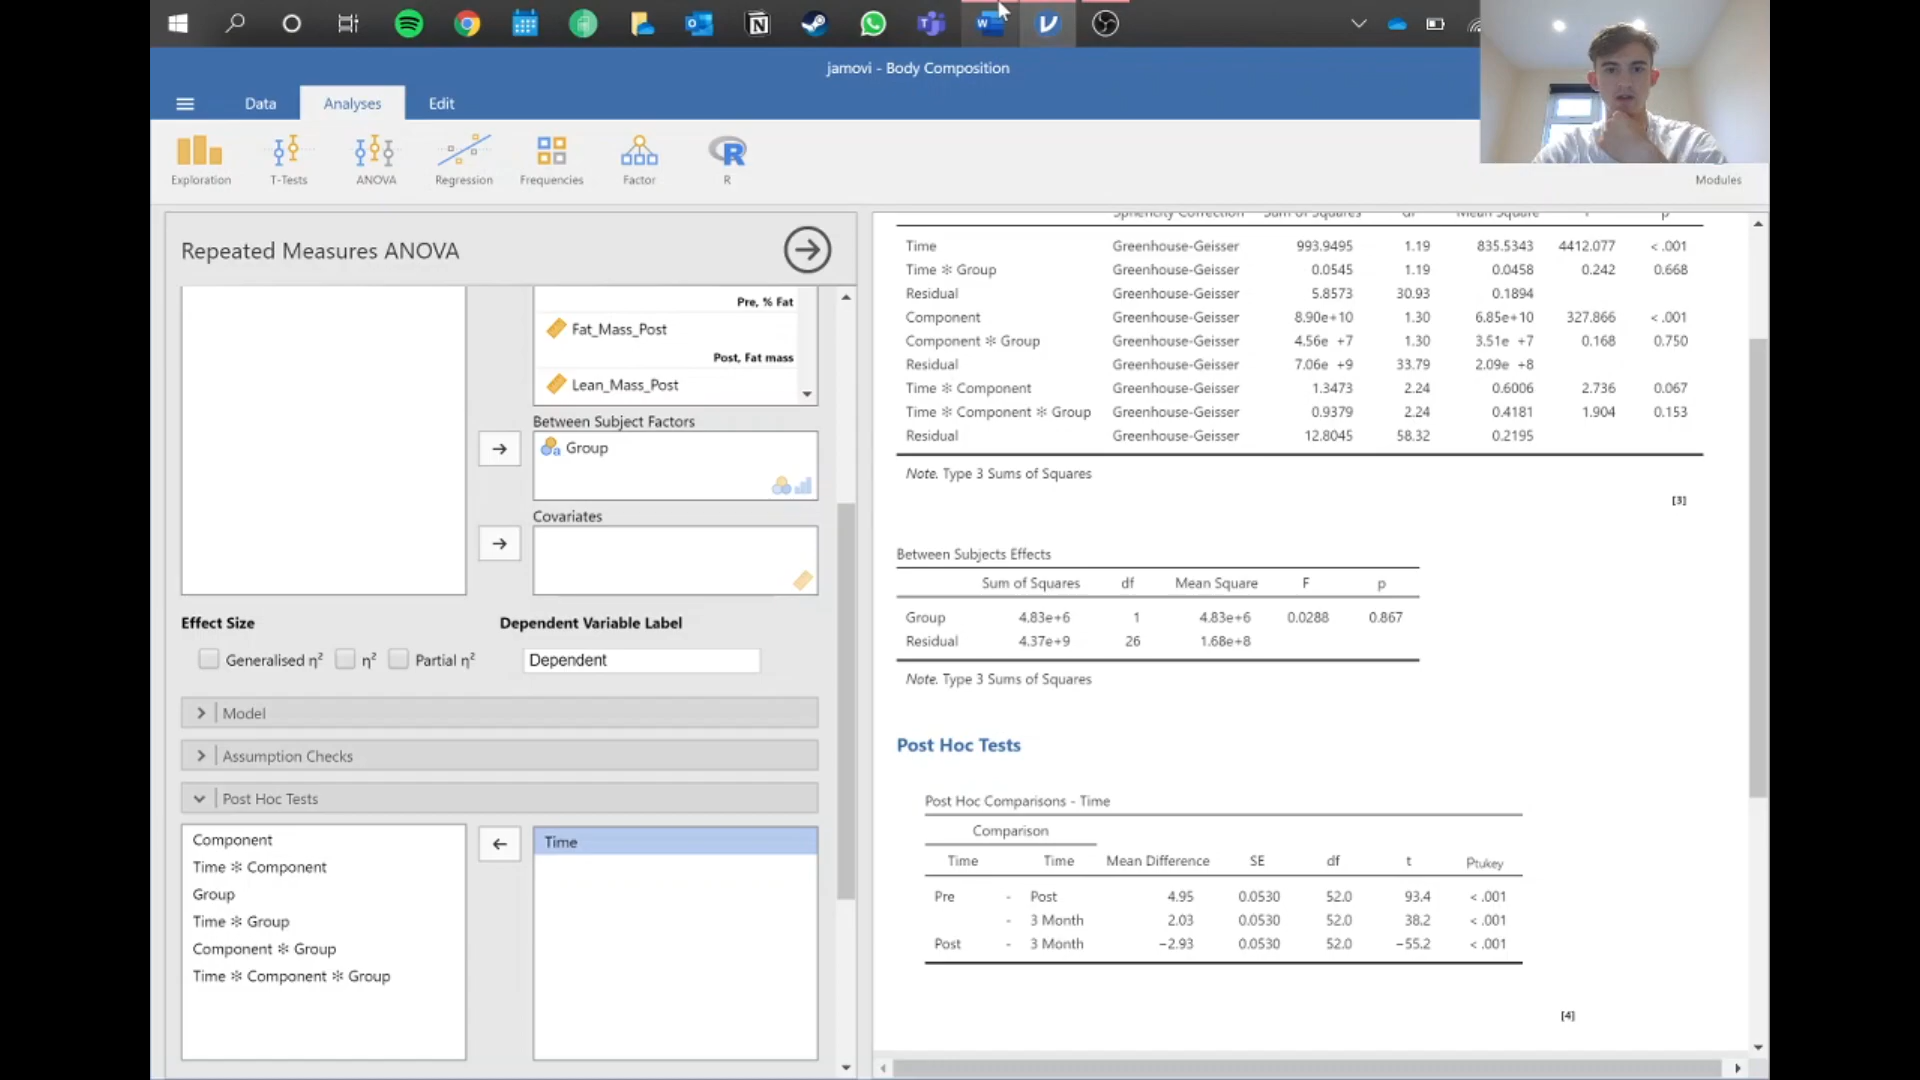 jamovi - Body Composition
Data Analyses Edit
Exploration T-Tests ANOVA Regression Frequencies Factor R Modules
Repeated Measures ANOVA
Pre, % Fat
Fat_Mass_Post
Post, Fat mass
Lean_Mass_Post
Between Subject Factors
Group
Covariates
Effect Size Dependent Variable Label
Generalised η² η² Partial η² Dependent
Model
Assumption Checks
Post Hoc Tests
Component
Time ✻ Component
Group
Time ✻ Group
Component ✻ Group
Time ✻ Component ✻ Group
Time
Sphericity Correction Sum of Squares df Mean Square F p
Time Greenhouse-Geisser 993.9495 1.19 835.5343 4412.077 < .001
Time ✻ Group Greenhouse-Geisser 0.0545 1.19 0.0458 0.242 0.668
Residual Greenhouse-Geisser 5.8573 30.93 0.1894
Component Greenhouse-Geisser 8.90e+10 1.30 6.85e+10 327.866 < .001
Component ✻ Group Greenhouse-Geisser 4.56e +7 1.30 3.51e +7 0.168 0.750
Residual Greenhouse-Geisser 7.06e +9 33.79 2.09e +8
Time ✻ Component Greenhouse-Geisser 1.3473 2.24 0.6006 2.736 0.067
Time ✻ Component ✻ Group Greenhouse-Geisser 0.9379 2.24 0.4181 1.904 0.153
Residual Greenhouse-Geisser 12.8045 58.32 0.2195
Note. Type 3 Sums of Squares
[3]
Between Subjects Effects
Sum of Squares df Mean Square F p
Group 4.83e+6 1 4.83e+6 0.0288 0.867
Residual 4.37e+9 26 1.68e+8
Note. Type 3 Sums of Squares
Post Hoc Tests
Post Hoc Comparisons - Time
Comparison
Time Time Mean Difference SE df t Ptukey
Pre - Post 4.95 0.0530 52.0 93.4 < .001
- 3 Month 2.03 0.0530 52.0 38.2 < .001
Post - 3 Month −2.93 0.0530 52.0 −55.2 < .001
[4]